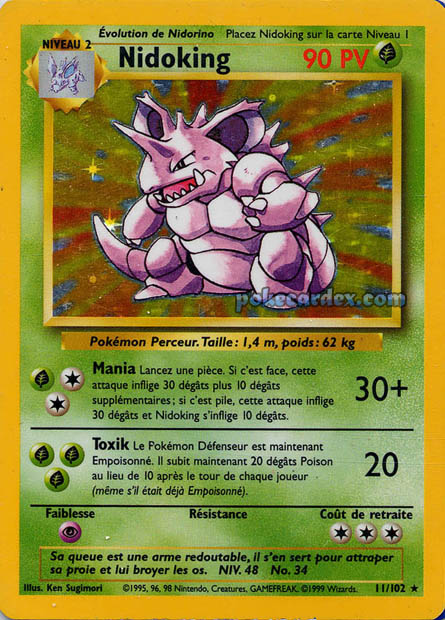 Évolution de Nidorino    Placez Nidoking sur la carte Niveau 1
NIVEAU 2
Nidoking    90 PV
pokecardex.com
Pokémon Perceur. Taille : 1,4 m, poids : 62 kg
Mania Lancez une pièce. Si c'est face, cette
attaque inflige 30 dégâts plus 10 dégâts
supplémentaires ; si c'est pile, cette attaque inflige
30 dégâts et Nidoking s'inflige 10 dégâts.
30+
Toxik Le Pokémon Défenseur est maintenant
Empoisonné. Il subit maintenant 20 dégâts Poison
au lieu de 10 après le tour de chaque joueur
(même s'il était déjà Empoisonné).
20
Faiblesse    Résistance    Coût de retraite
Sa queue est une arme redoutable, il s'en sert pour attraper
sa proie et lui broyer les os. NIV. 48 No. 34
Illus. Ken Sugimori    ©1995, 96, 98 Nintendo, Creatures, GAMEFREAK. ©1999 Wizards.    11/102 ★